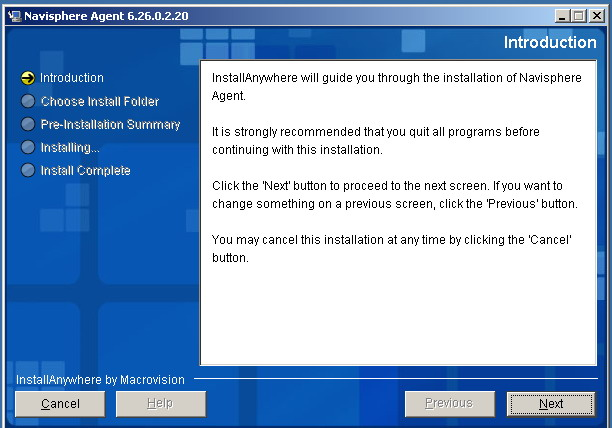 Navisphere Agent 6.26.0.2.20
Introduction
Introduction
Choose Install Folder
Pre-Installation Summary
Installing...
Install Complete
InstallAnywhere will guide you through the installation of Navisphere
Agent.
It is strongly recommended that you quit all programs before
continuing with this installation.
Click the 'Next' button to proceed to the next screen. If you want to
change something on a previous screen, click the 'Previous' button.
You may cancel this installation at any time by clicking the 'Cancel'
button.
InstallAnywhere by Macrovision
Cancel
Help
Previous
Next